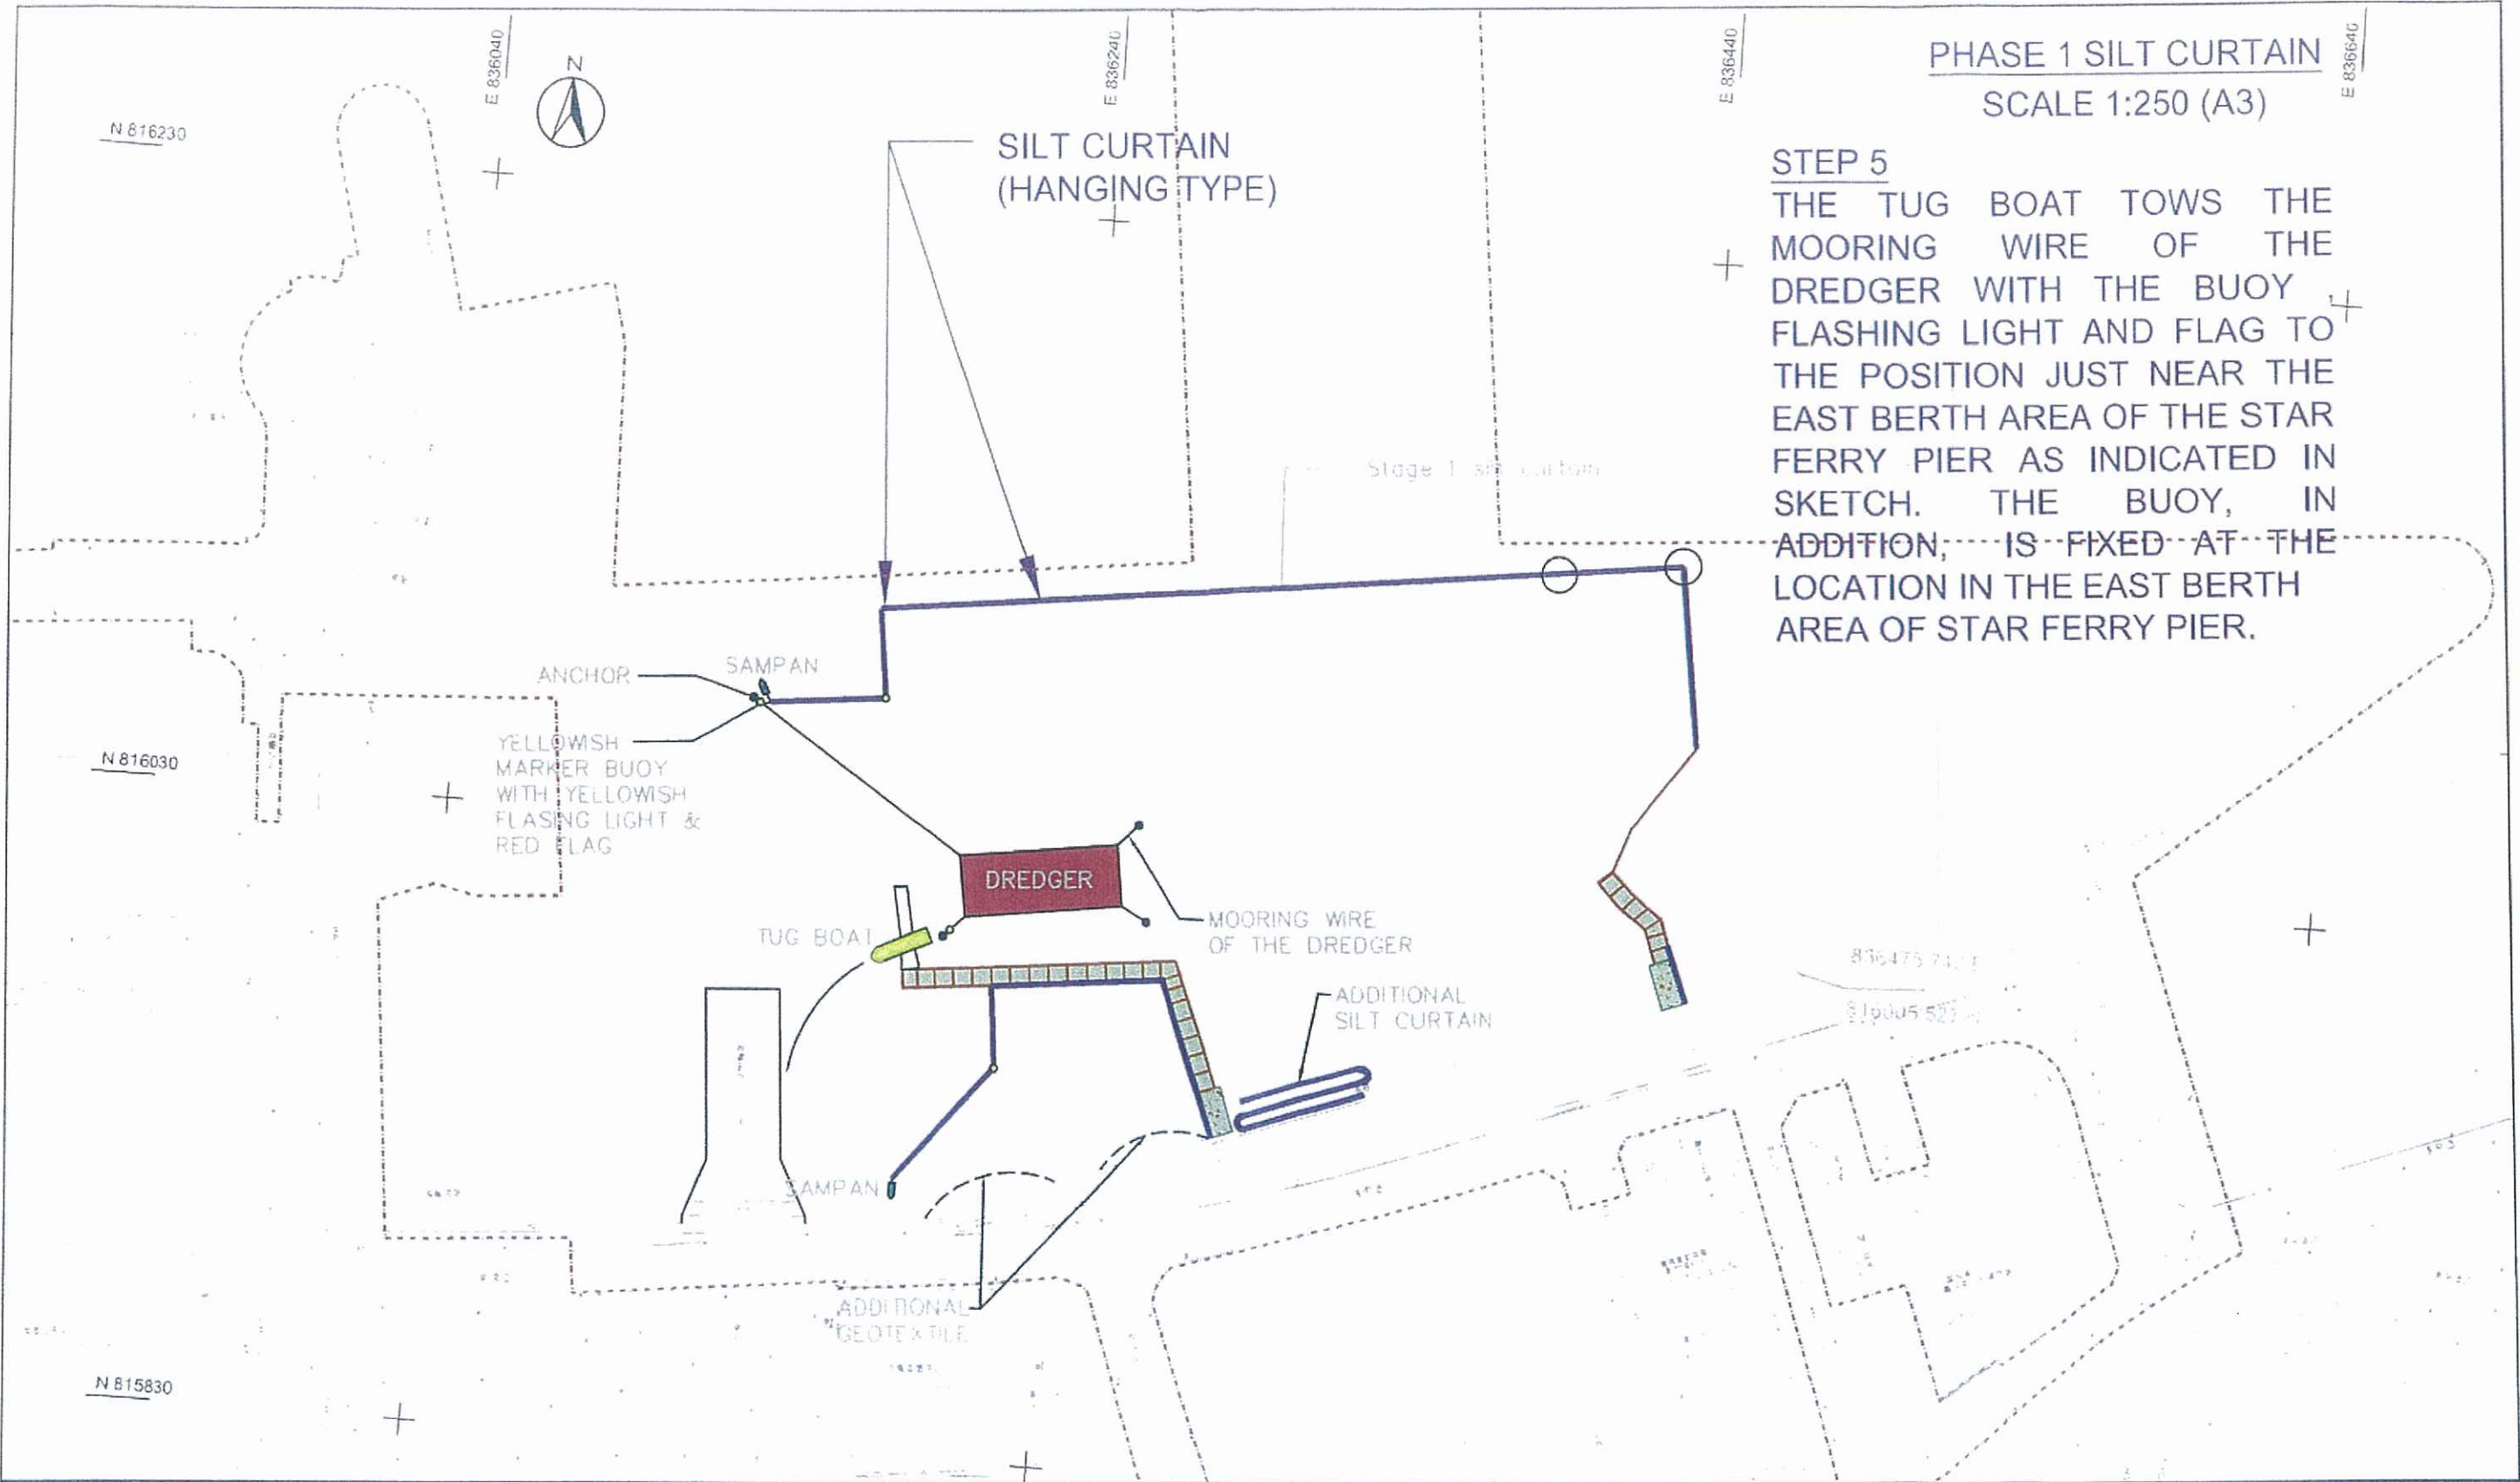 PHASE 1 SILT CURTAIN
SCALE 1:250 (A3)
STEP 5
THE TUG BOAT TOWS THE
MOORING WIRE OF THE
DREDGER WITH THE BUOY ,
FLASHING LIGHT AND FLAG TO
THE POSITION JUST NEAR THE
EAST BERTH AREA OF THE STAR
FERRY PIER AS INDICATED IN
SKETCH. THE BUOY, IN
ADDITION, IS FIXED AT THE
LOCATION IN THE EAST BERTH
AREA OF STAR FERRY PIER.
E 836040
E 836240
E 836440
E 836640
N
N 816230
N 816030
N 815830
SILT CURTAIN
(HANGING TYPE)
Stage 1 silt curtain
ANCHOR
SAMPAN
YELLOWISH
MARKER BUOY
WITH YELLOWISH
FLASING LIGHT &
RED FLAG
DREDGER
TUG BOAT
MOORING WIRE
OF THE DREDGER
ADDITIONAL
SILT CURTAIN
SAMPAN
ADDITIONAL
GEOTEXTILE